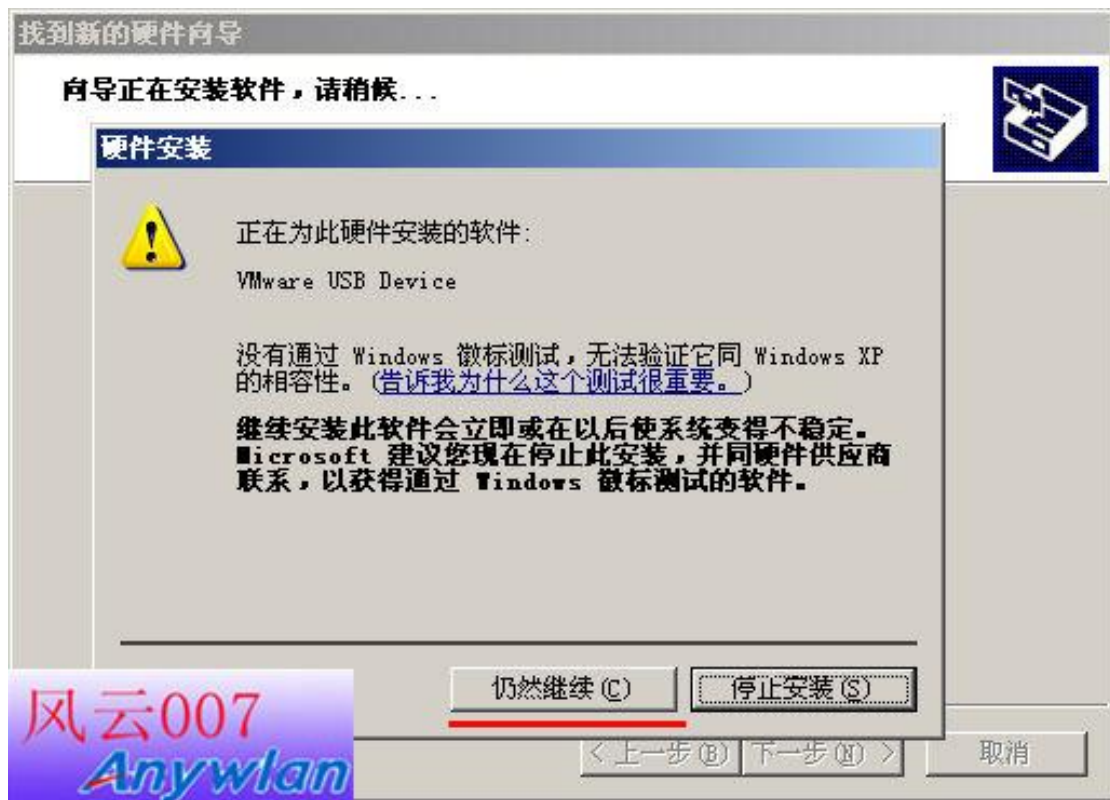 找到新的硬件向导
向导正在安装软件，请稍候...
硬件安装
正在为此硬件安装的软件:
VMware USB Device
没有通过 Windows 徽标测试，无法验证它同 Windows XP
的相容性。(告诉我为什么这个测试很重要。)
继续安装此软件会立即或在以后使系统变得不稳定。
Microsoft 建议您现在停止此安装，并同硬件供应商
联系，以获得通过 Windows 徽标测试的软件。
仍然继续(C)
停止安装(S)
< 上一步(B)
下一步(N) >
取消
风云007
Anywlan